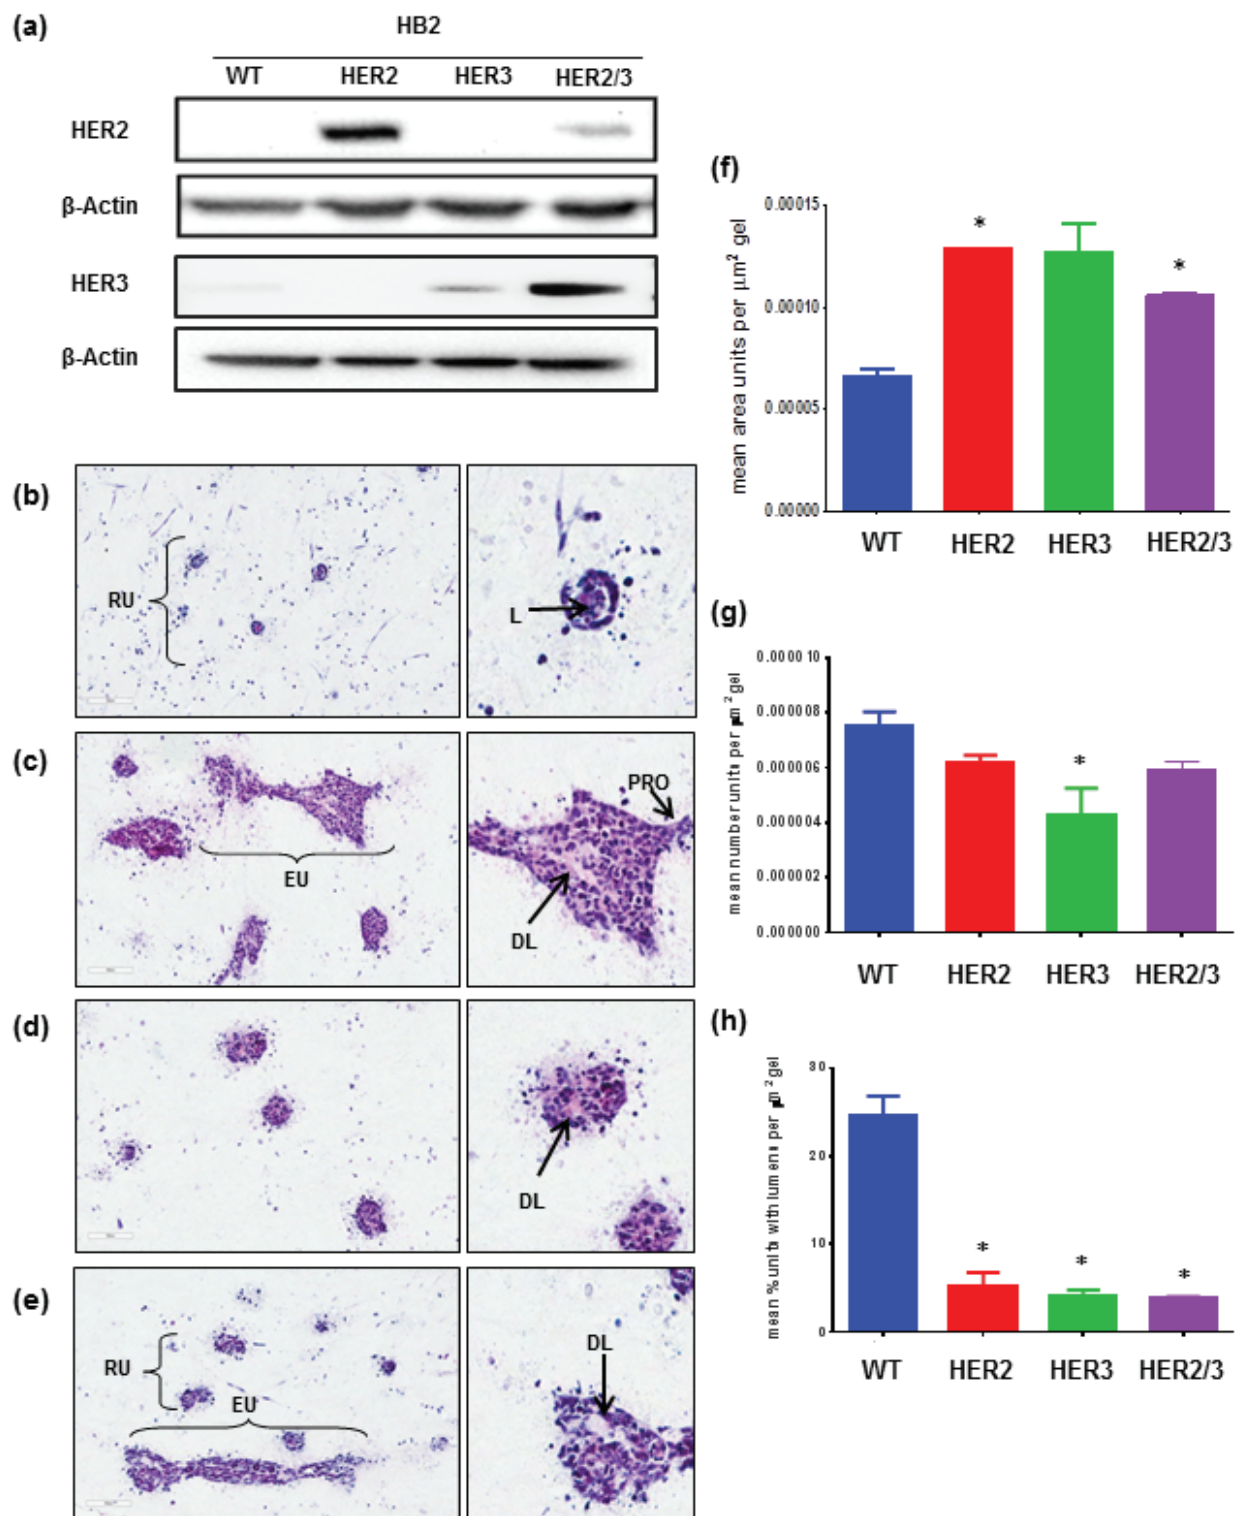 (a)
HB2
WT HER2 HER3 HER2/3
HER2
β-Actin
HER3
β-Actin
(b)
RU
L
(c)
EU
PRO
DL
(d)
DL
(e)
RU
EU
DL
(f)
mean area units per μm² gel
0.00015
0.00010
0.00005
0.00000
*
*
WT HER2 HER3 HER2/3
(g)
mean number units per μm² gel
0.000010
0.000008
0.000006
0.000004
0.000002
0.000000
*
WT HER2 HER3 HER2/3
(h)
mean % units with lumens per μm² gel
30
20
10
0
* * *
WT HER2 HER3 HER2/3